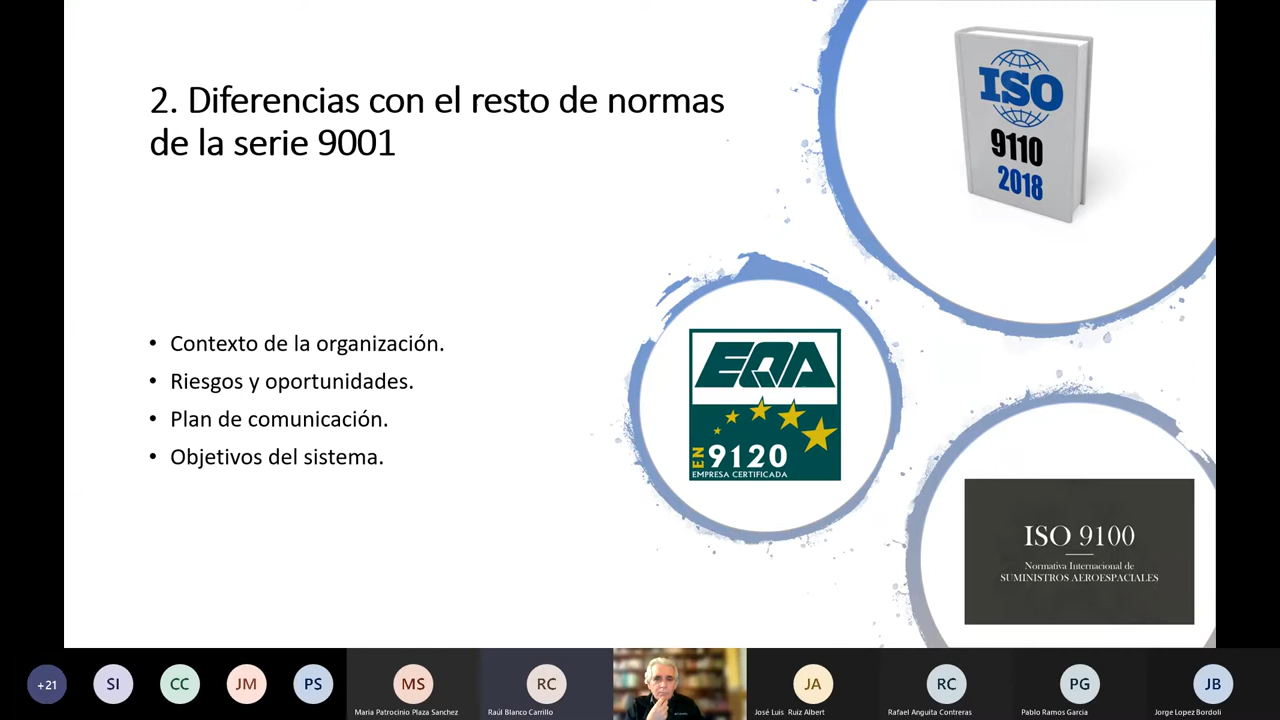 2. Diferencias con el resto de normas
de la serie 9001
• Contexto de la organización.
• Riesgos y oportunidades.
• Plan de comunicación.
• Objetivos del sistema.
ISO
9110
2018
EQA
EN 9120
EMPRESA CERTIFICADA
ISO 9100
Normativa Internacional de
SUMINISTROS AEROESPACIALES
+21
SI
CC
JM
PS
MS
Maria Patrocinio Plaza Sanchez
RC
Raúl Blanco Carrillo
JA
José Luis Ruiz Albert
RC
Rafael Anguita Contreras
PG
Pablo Ramos Garcia
JB
Jorge Lopez Bordoli